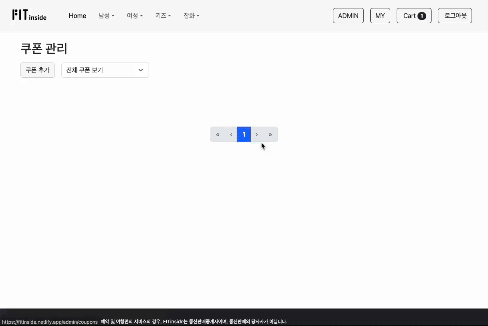 FIT inside Home 남성 여성 키즈 잡화 ADMIN MY Cart 1 로그아웃
쿠폰 관리
쿠폰 추가 전체 쿠폰 보기
« ‹ 1 › »
https://fitinside.netlify.app/admin/coupons